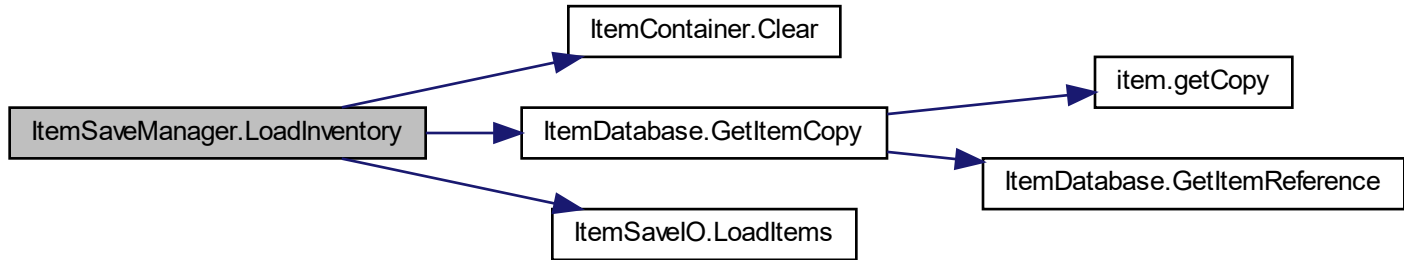 ItemContainer.Clear
item.getCopy
ItemSaveManager.LoadInventory
ItemDatabase.GetItemCopy
ItemDatabase.GetItemReference
ItemSaveIO.LoadItems